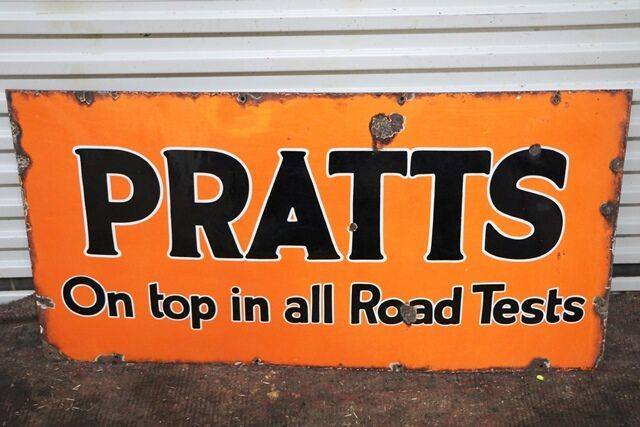 PRATTS
On top in all Road Tests